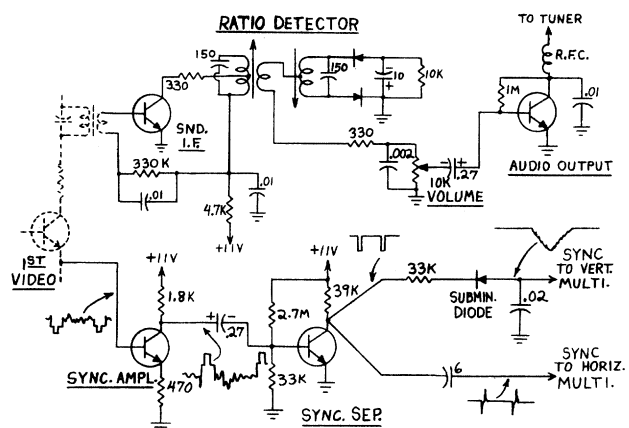 RATIO DETECTOR
TO TUNER
R.F.C.
150
330
150
10
10K
1M
.01
SND.
I.F.
AUDIO OUTPUT
330
.002
.27
10K
VOLUME
330K
.01
.01
4.7K
+11V
1ST
VIDEO
+11V
1.8K
.27
SYNC. AMPL.
470
+11V
2.7M
39K
33K
SYNC. SEP.
33K
SUBMIN.
DIODE
.02
SYNC
TO VERT.
MULTI.
6
SYNC
TO HORIZ.
MULTI.